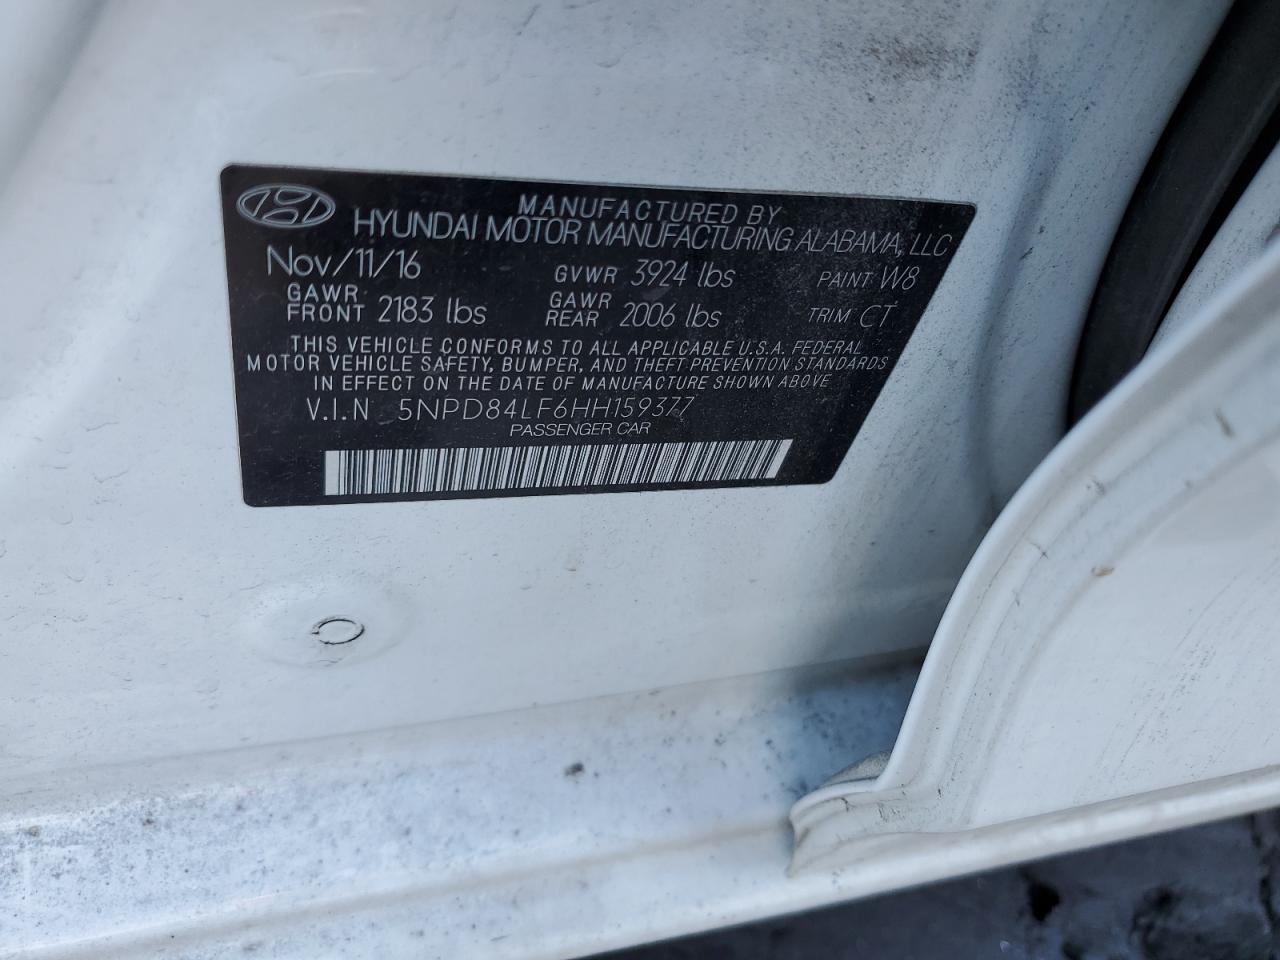 MANUFACTURED BY
HYUNDAI MOTOR MANUFACTURING ALABAMA, LLC
Nov/11/16 GVWR 3924 lbs PAINT W8
GAWR FRONT 2183 lbs GAWR REAR 2006 lbs TRIM CT
THIS VEHICLE CONFORMS TO ALL APPLICABLE U.S.A. FEDERAL
MOTOR VEHICLE SAFETY, BUMPER, AND THEFT PREVENTION STANDARDS
IN EFFECT ON THE DATE OF MANUFACTURE SHOWN ABOVE
V.I.N 5NPD84LF6HH159377
PASSENGER CAR